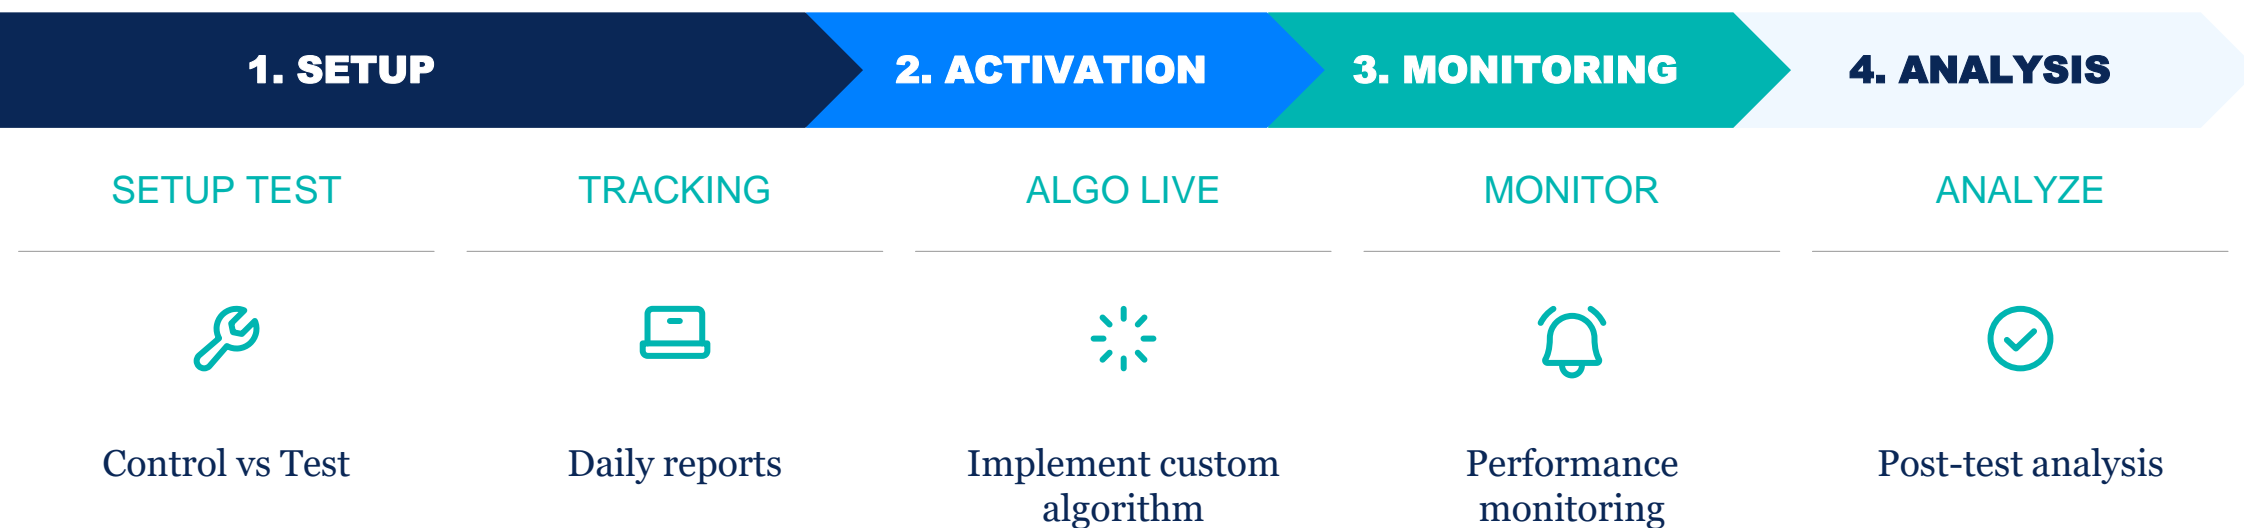 1. SETUP
2. ACTIVATION
3. MONITORING
4. ANALYSIS
SETUP TEST
TRACKING
ALGO LIVE
MONITOR
ANALYZE
Control vs Test
Daily reports
Implement custom
algorithm
Performance
monitoring
Post-test analysis